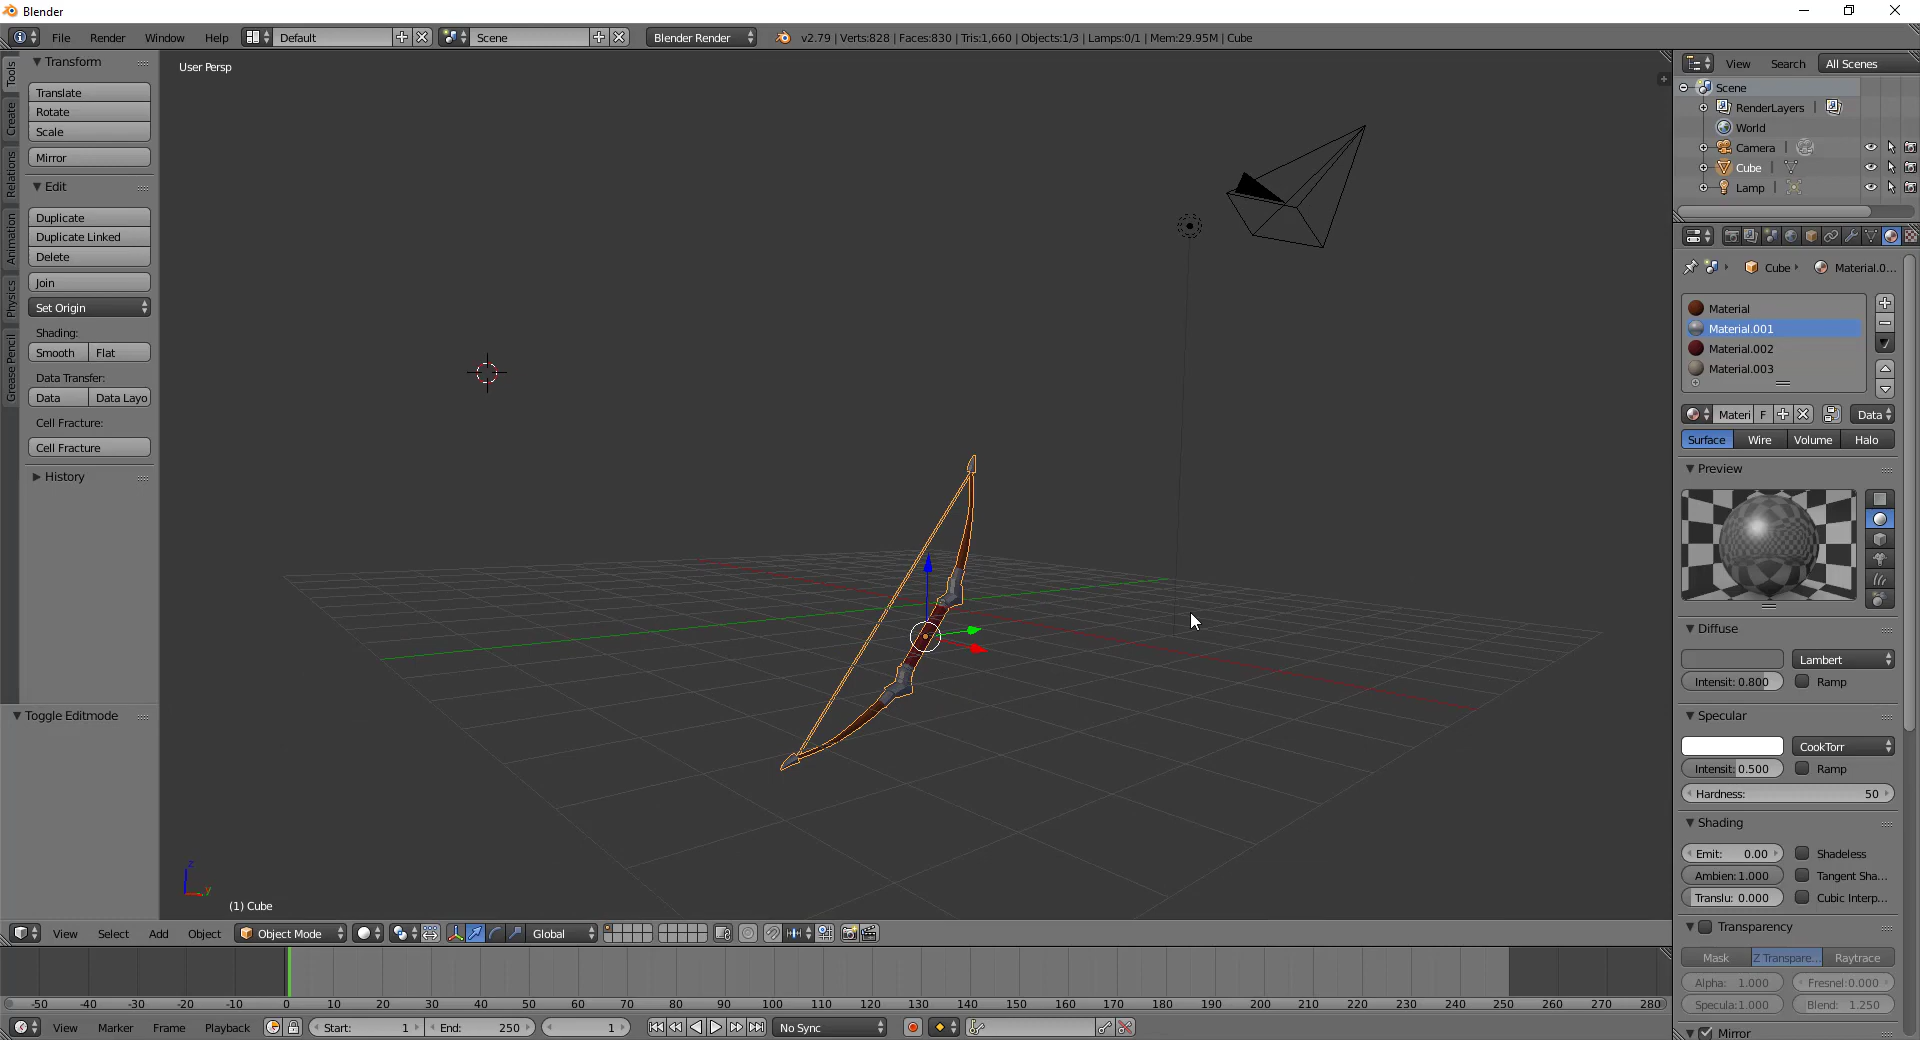 Blender
File Render Window Help Default Scene Blender Render v2.79 | Verts:828 | Faces:830 | Tris:1,660 | Objects:1/3 | Lamps:0/1 | Mem:29.95M | Cube
Tools
Create
Relations
Animation
Physics
Grease Pencil
Transform
Translate
Rotate
Scale
Mirror
Edit
Duplicate
Duplicate Linked
Delete
Join
Set Origin
Shading:
Smooth Flat
Data Transfer:
Data Data Layo
Cell Fracture:
Cell Fracture
History
Toggle Editmode
User Persp
z
y
(1) Cube
View Select Add Object Object Mode Global
-50 -40 -30 -20 -10 0 10 20 30 40 50 60 70 80 90 100 110 120 130 140 150 160 170 180 190 200 210 220 230 240 250 260 270 280
View Marker Frame Playback Start: 1 End: 250 1 No Sync
View Search All Scenes
Scene
RenderLayers |
World
Camera |
Cube |
Lamp |
Cube Material.0...
Material
Material.001
Material.002
Material.003
Materi F Data
Surface Wire Volume Halo
Preview
Diffuse
Lambert
Intensit: 0.800 Ramp
Specular
CookTorr
Intensit: 0.500 Ramp
Hardness: 50
Shading
Emit: 0.00 Shadeless
Ambien: 1.000 Tangent Sha...
Translu: 0.000 Cubic Interp...
Transparency
Mask Z Transpare... Raytrace
Alpha: 1.000 Fresnel: 0.000
Specula: 1.000 Blend: 1.250
Mirror